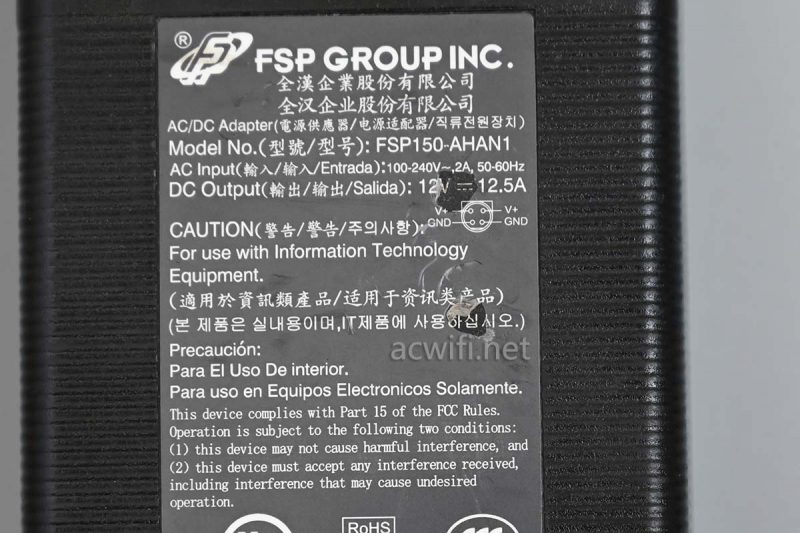 ® FSP GROUP INC.
全漢企業股份有限公司
全汉企业股份有限公司
AC/DC Adapter(電源供應器/电源适配器/직류전원장치)
Model No.(型號/型号): FSP150-AHAN1
AC Input(輸入/输入/Entrada):100-240V~,2A, 50-60Hz
DC Output(輸出/输出/Salida): 12V ⎓ 12.5A
V+ V+
GND GND
CAUTION(警告/警告/주의사항):
For use with Information Technology
Equipment.
(適用於資訊類產品/适用于资讯类产品)
(본 제품은 실내용이며,IT제품에 사용하십시오.)
acwifi.net
Precaución:
Para El Uso De interior.
Para uso en Equipos Electronicos Solamente.
This device complies with Part 15 of the FCC Rules.
Operation is subject to the following two conditions:
(1) this device may not cause harmful interference, and
(2) this device must accept any interference received,
including interference that may cause undesired
operation.
RoHS